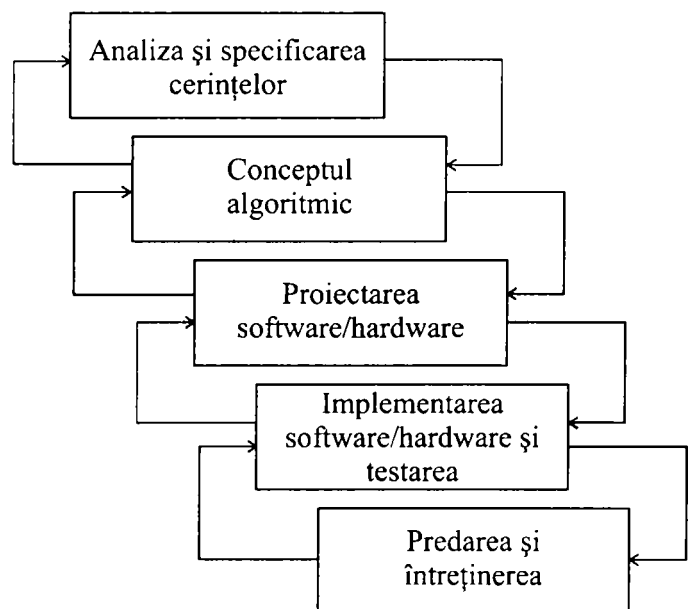 Analiza şi specificarea
cerinţelor
Conceptul
algoritmic
Proiectarea
software/hardware
Implementarea
software/hardware şi
testarea
Predarea şi
întreţinerea